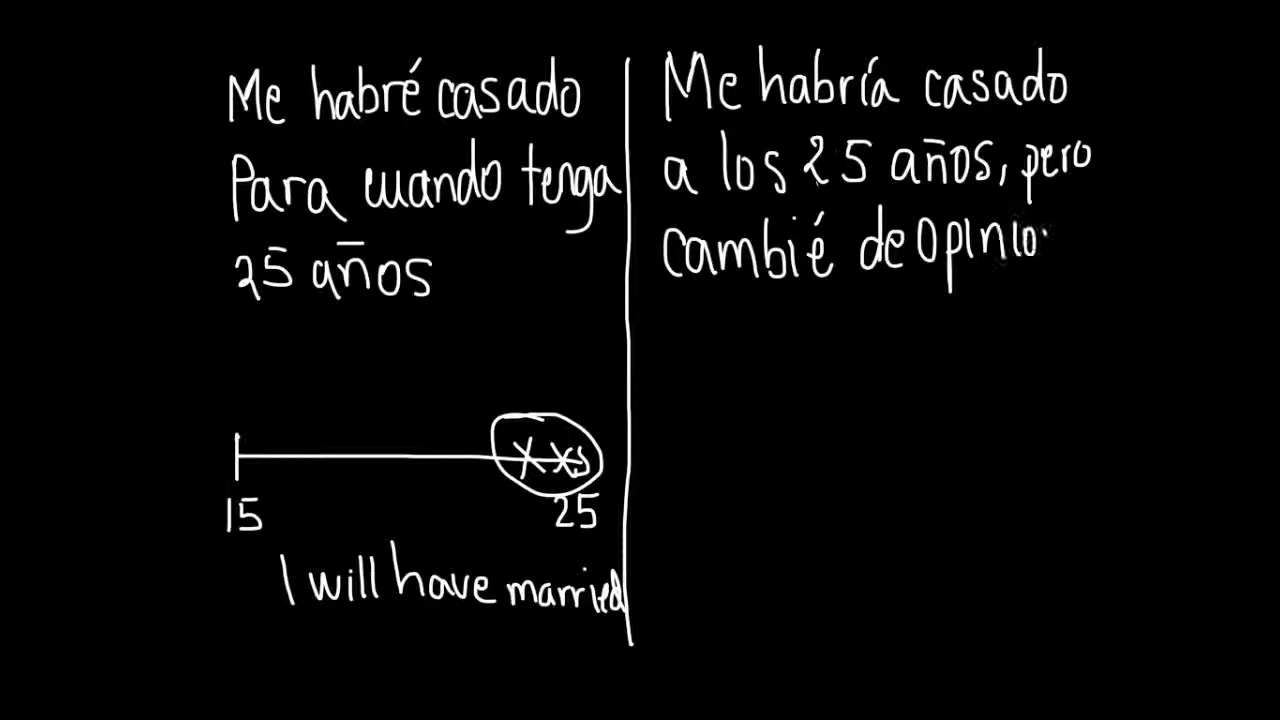 Me habré casado
Para cuando tenga
25 años
15
25
I will have married
Me habría casado
a los 25 años, pero
cambié de opinio